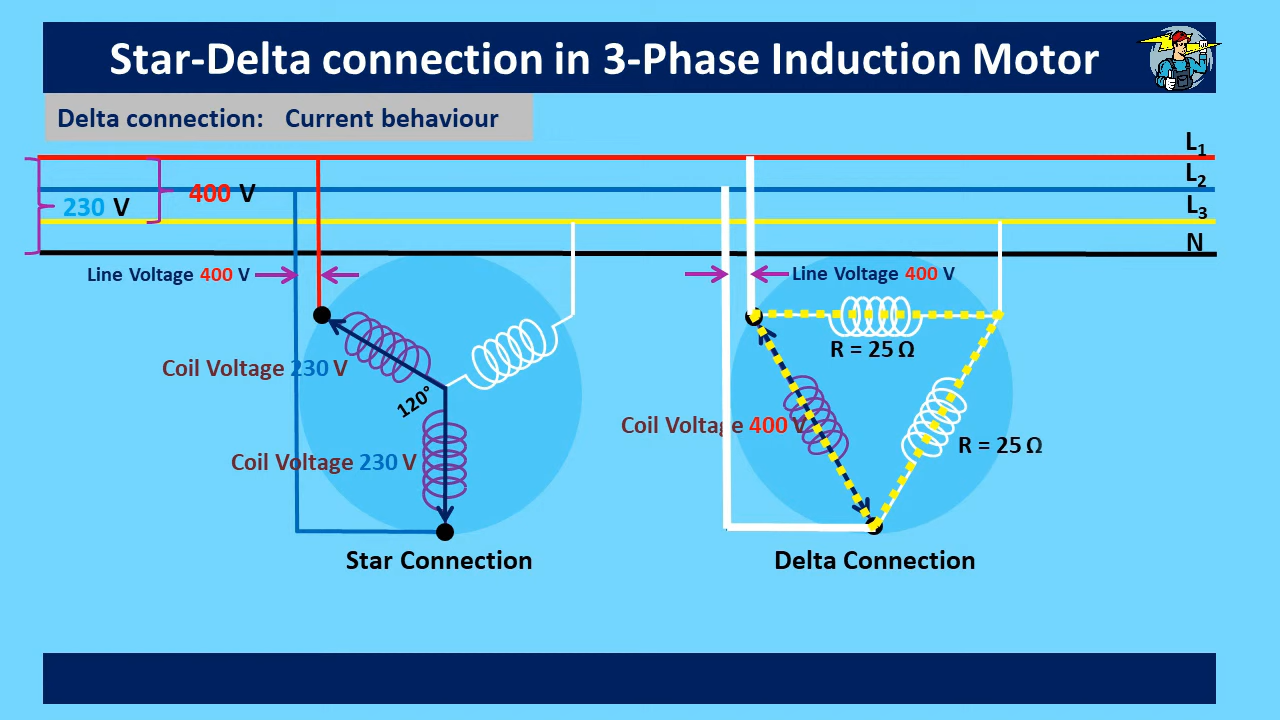 Star-Delta connection in 3-Phase Induction Motor
Delta connection: Current behaviour
L1
L2
L3
N
400 V
230 V
Line Voltage 400 V
Line Voltage 400 V
R = 25 Ω
Coil Voltage 230 V
120°
Coil Voltage 400 V
R = 25 Ω
Coil Voltage 230 V
Star Connection
Delta Connection